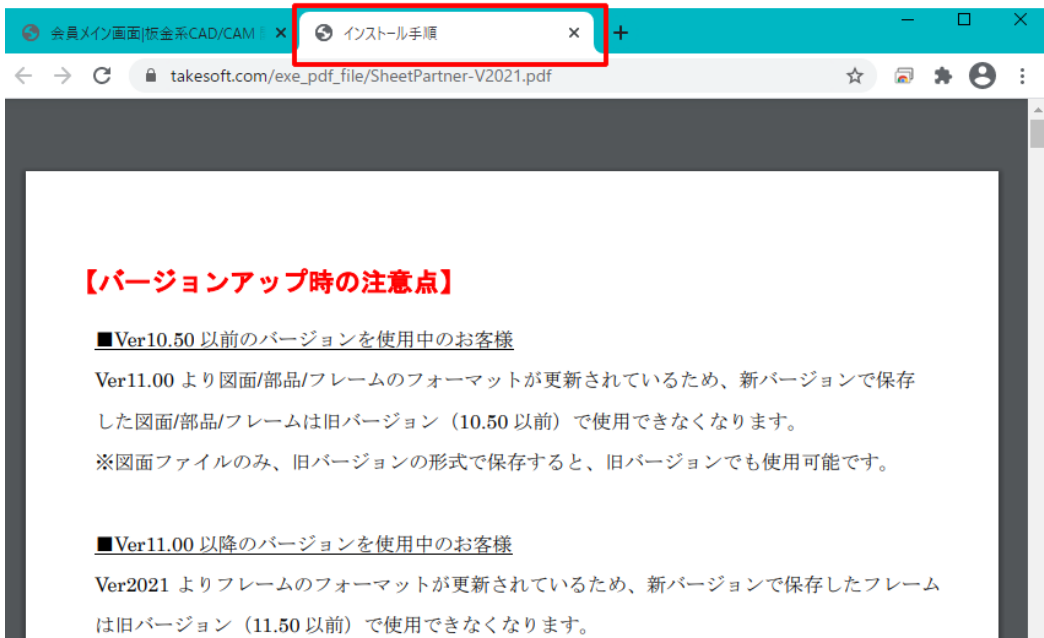 会員メイン画面|板金系CAD/CAM
インストール手順
takesoft.com/exe_pdf_file/SheetPartner-V2021.pdf
【バージョンアップ時の注意点】
■Ver10.50 以前のバージョンを使用中のお客様
Ver11.00 より図面/部品/フレームのフォーマットが更新されているため、新バージョンで保存
した図面/部品/フレームは旧バージョン（10.50 以前）で使用できなくなります。
※図面ファイルのみ、旧バージョンの形式で保存すると、旧バージョンでも使用可能です。
■Ver11.00 以降のバージョンを使用中のお客様
Ver2021 よりフレームのフォーマットが更新されているため、新バージョンで保存したフレーム
は旧バージョン（11.50 以前）で使用できなくなります。